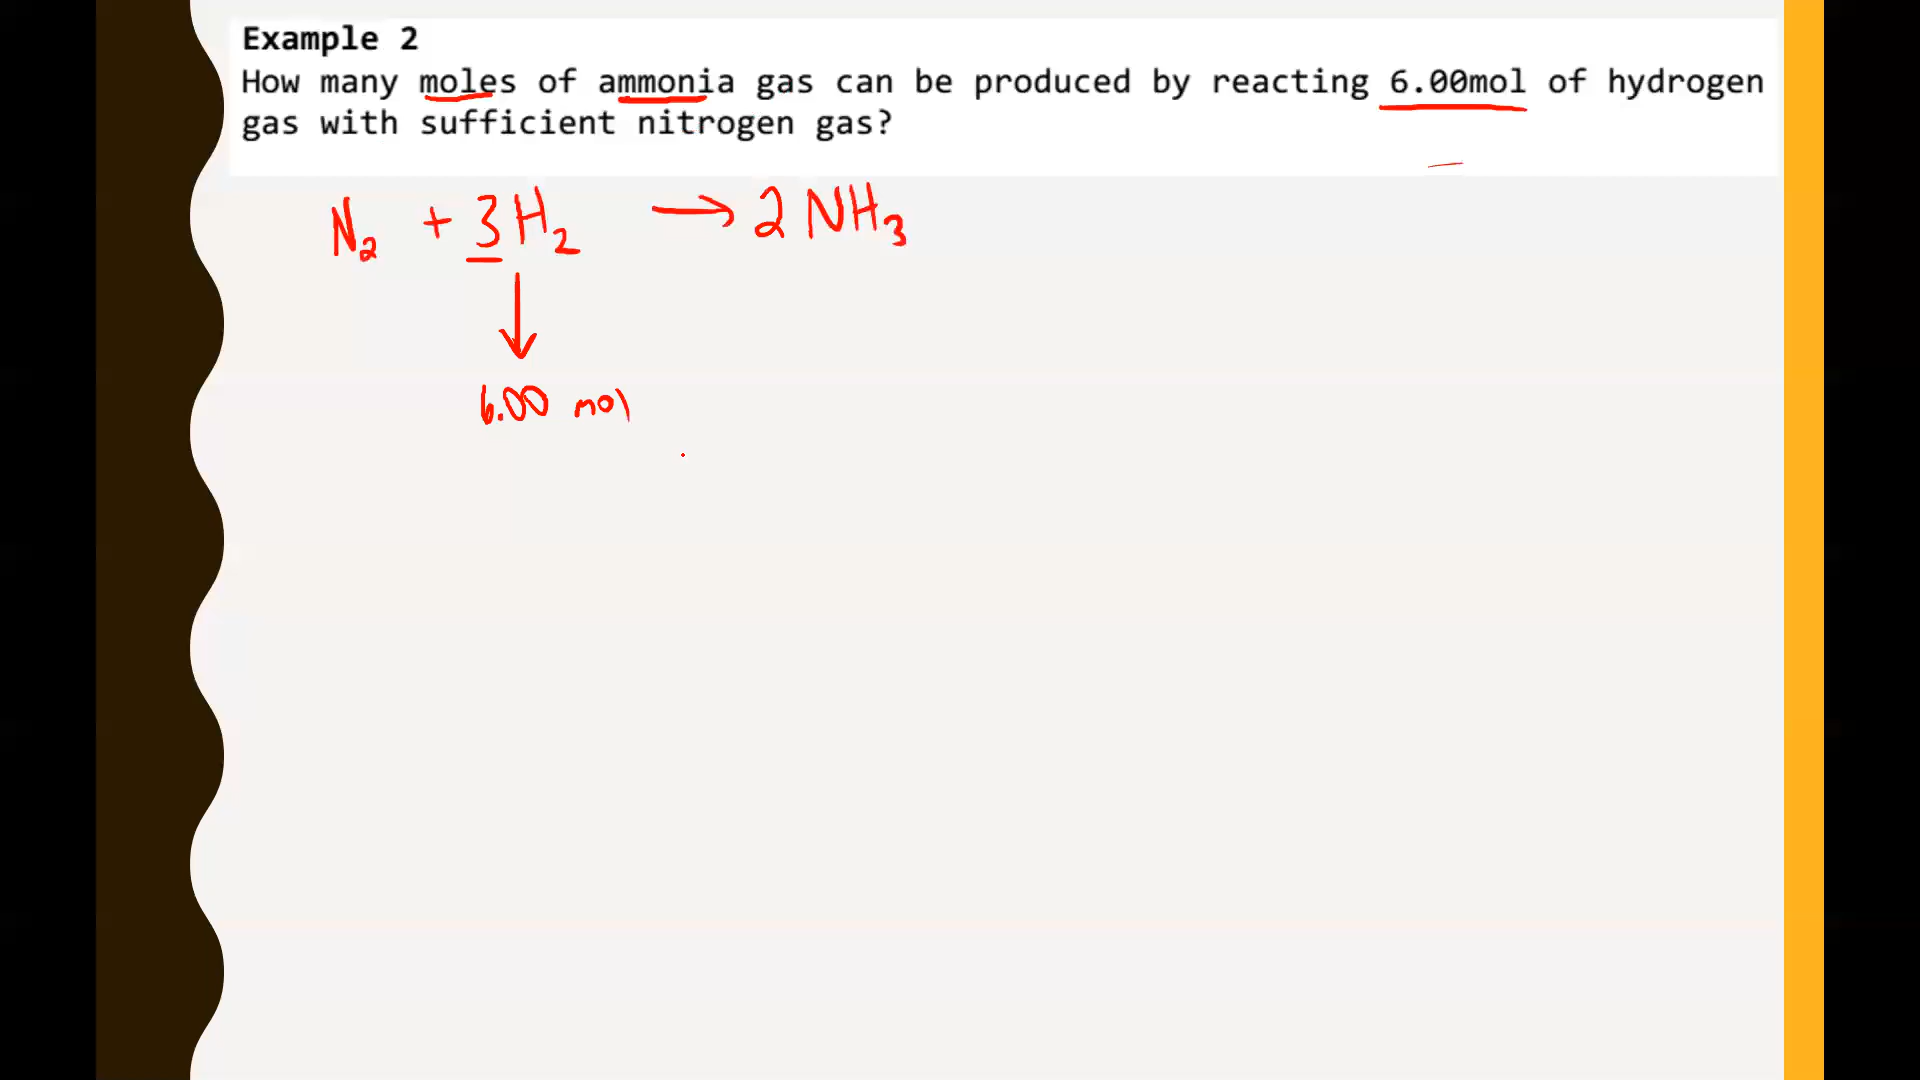 Example 2
How many moles of ammonia gas can be produced by reacting 6.00mol of hydrogen
gas with sufficient nitrogen gas?
N₂ + 3H₂ → 2NH₃
6.00 mol